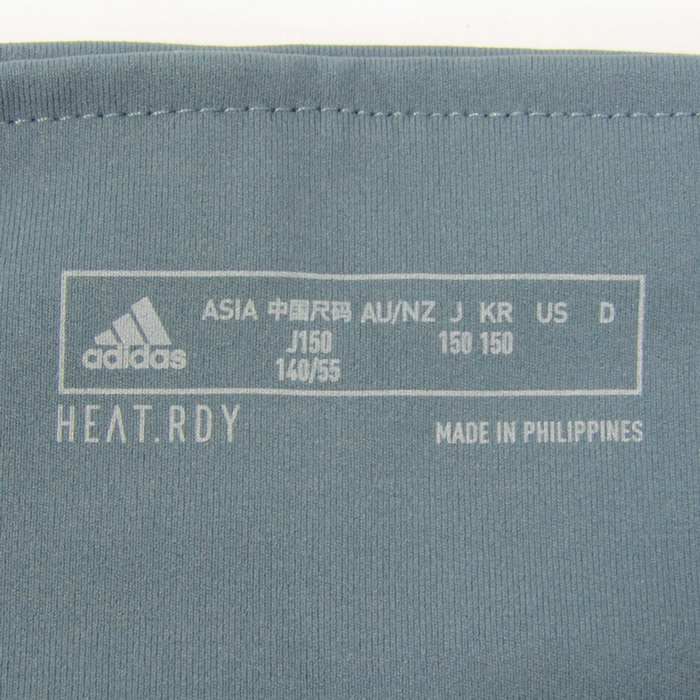 adidas
ASIA 中国尺码 AU/NZ J KR US D
J150 150 150
140/55
HEAT.RDY
MADE IN PHILIPPINES